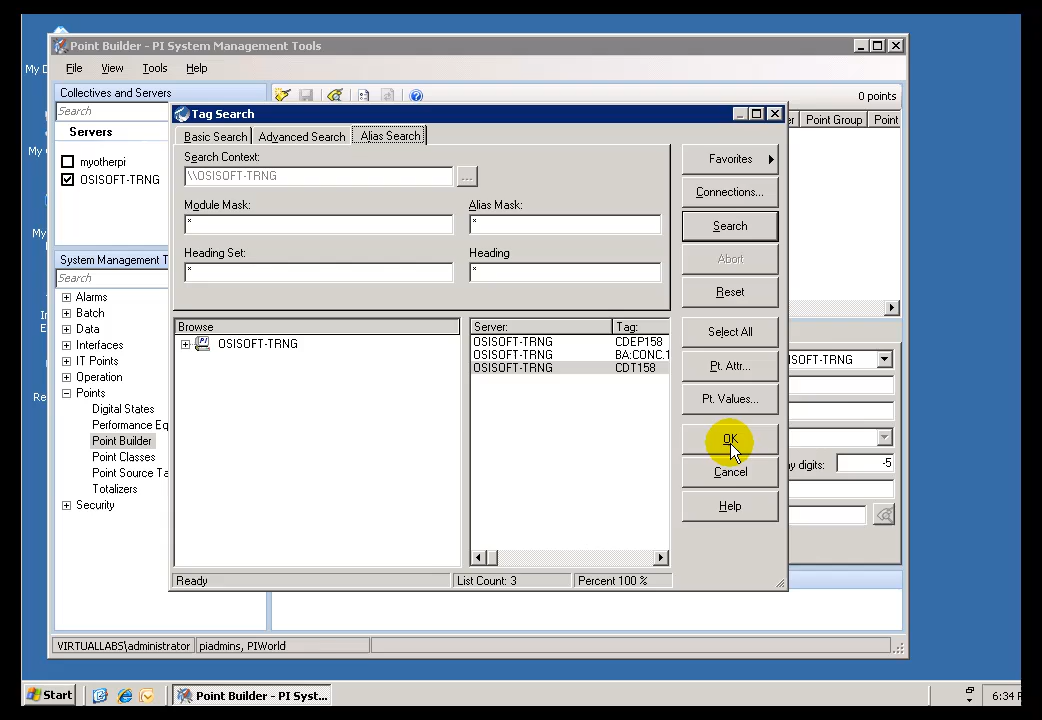 Point Builder - PI System Management Tools
File View Tools Help
My D
Collectives and Servers
0 points
Search
Servers
Point Group Point
myotherpi
OSISOFT-TRNG
Tag Search
Basic Search Advanced Search Alias Search
Search Context:
\\OSISOFT-TRNG
...
Module Mask: Alias Mask:
* *
Heading Set: Heading
* *
Favorites
Connections...
Search
Abort
Reset
Select All
Pt. Attr...
Pt. Values...
OK
Cancel
Help
System Management T
Search
Alarms
Batch
Data
Interfaces
IT Points
Operation
Points
Digital States
Performance Eq
Point Builder
Point Classes
Point Source Ta
Totalizers
Security
Browse
OSISOFT-TRNG
Server: Tag:
OSISOFT-TRNG CDEP158
OSISOFT-TRNG BA:CONC.1
OSISOFT-TRNG CDT158
SOFT-TRNG
y digits: -5
Ready List Count: 3 Percent 100 %
VIRTUALLABS\administrator piadmins, PIWorld
Start Point Builder - PI Syst... 6:34